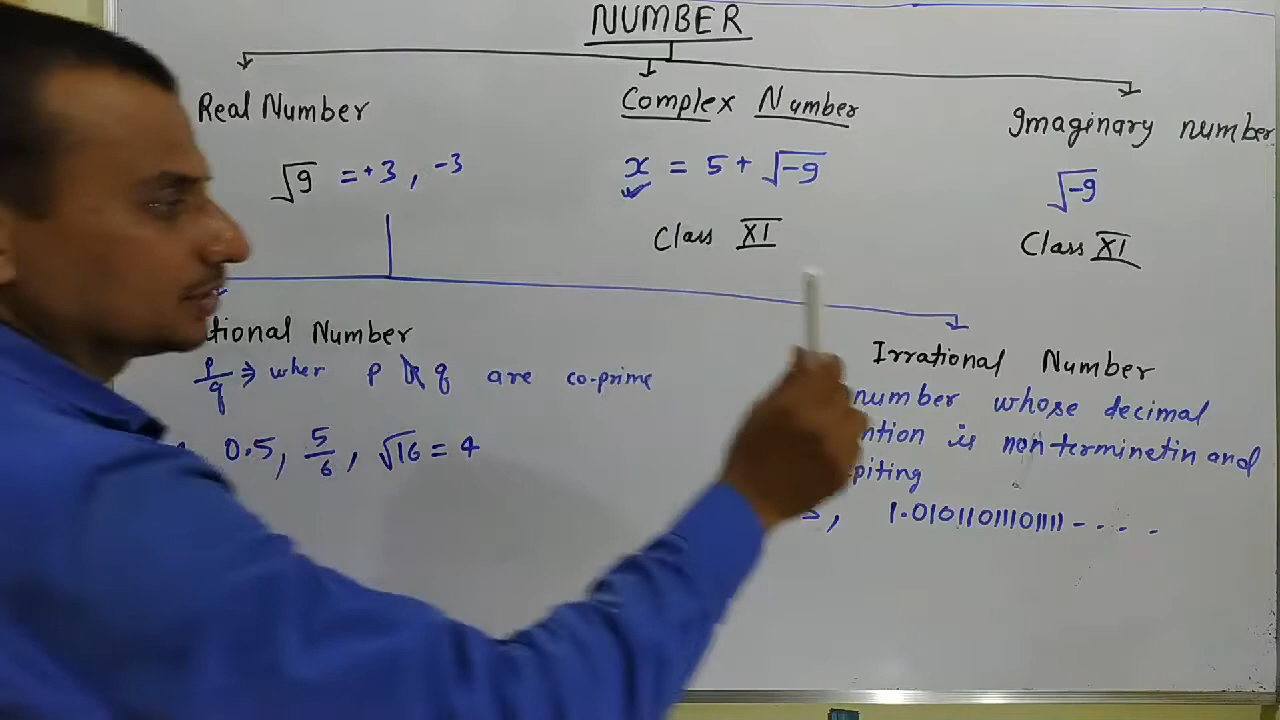 NUMBER
Real Number
Complex Number
Imaginary number
√9 = +3, -3
x = 5 + √-9
√-9
Class XI
Class XI
tional Number
Irrational Number
p/q ⇒ when p & q are co-prime
number whose decimal
ntion is non terminetin and
piting
0.5, 5/6, √16 = 4
, 1.01011011101111- - - -